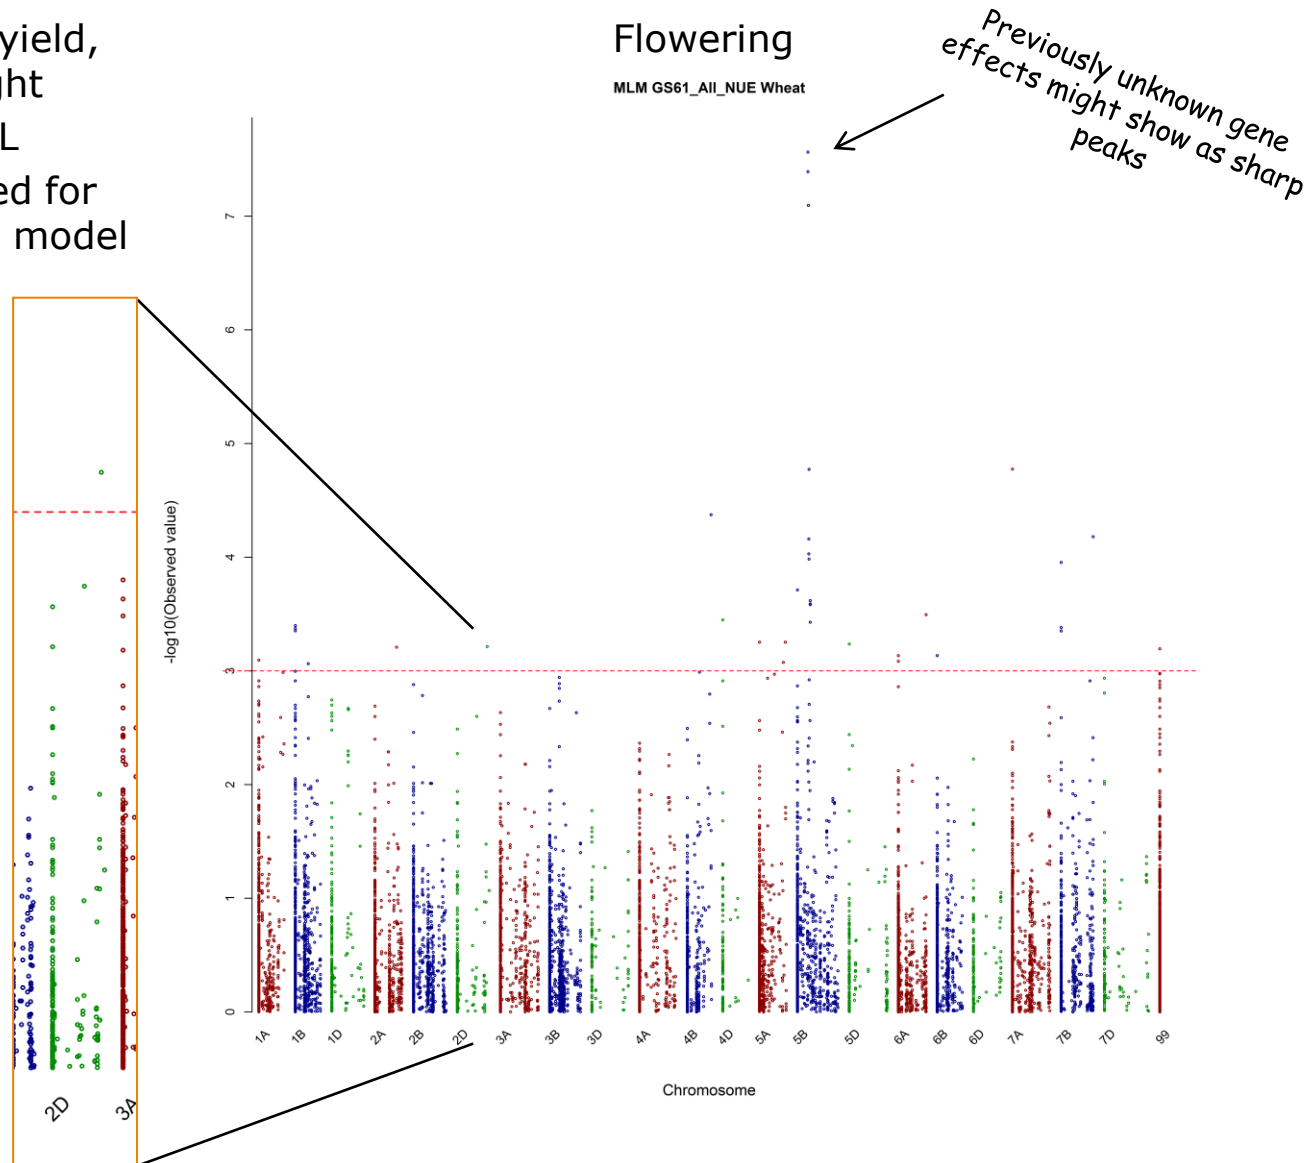 yield,
ght
L
ed for
model
Flowering
MLM GS61_All_NUE Wheat
Previously unknown gene
effects might show as sharp
peaks
-log10(Observed value)
7
6
5
4
3
2
1
0
1A 1B 1D 2A 2B 2D 3A 3B 3D 4A 4B 4D 5A 5B 5D 6A 6B 6D 7A 7B 7D 99
Chromosome
2D 3A